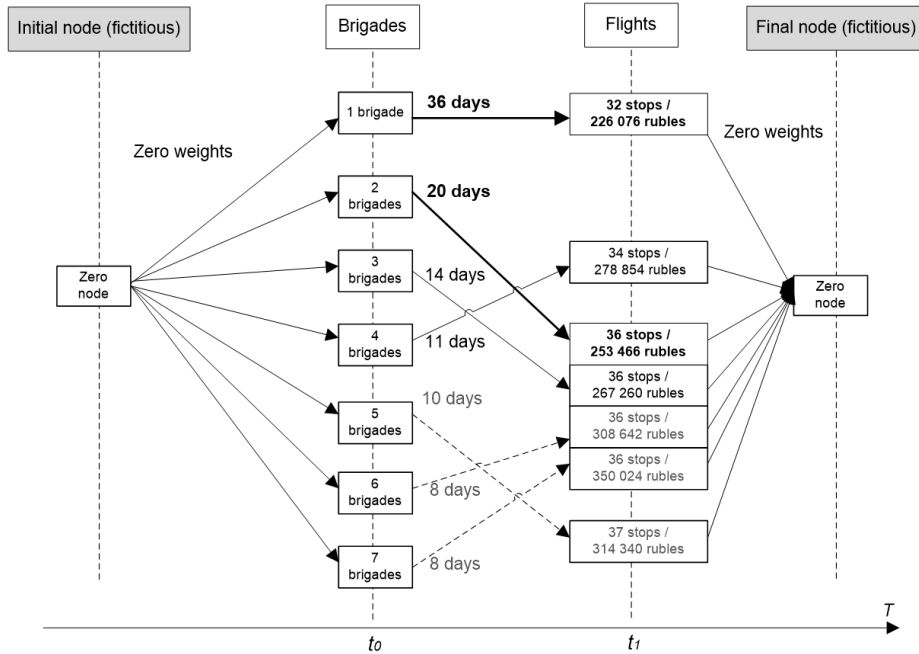 Initial node (fictitious)
Brigades
Flights
Final node (fictitious)
1 brigade
36 days
32 stops /
226 076 rubles
Zero weights
Zero weights
2
brigades
20 days
3
brigades
14 days
34 stops /
278 854 rubles
Zero
node
Zero
node
4
brigades
11 days
36 stops /
253 466 rubles
36 stops /
267 260 rubles
10 days
5
brigades
36 stops /
308 642 rubles
36 stops /
350 024 rubles
6
brigades
8 days
37 stops /
314 340 rubles
7
brigades
8 days
T
t0
t1